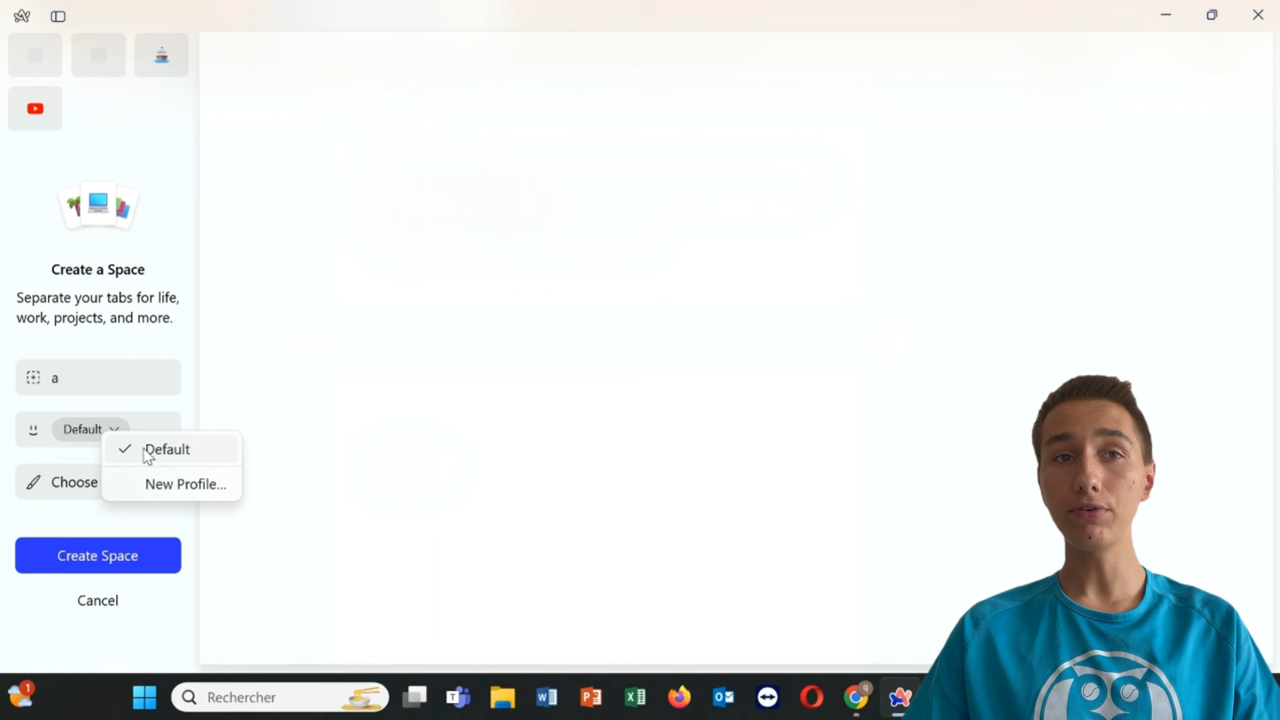 Create a Space
Separate your tabs for life,
work, projects, and more.
a
Default
Default
New Profile...
Choose
Create Space
Cancel
1
Rechercher